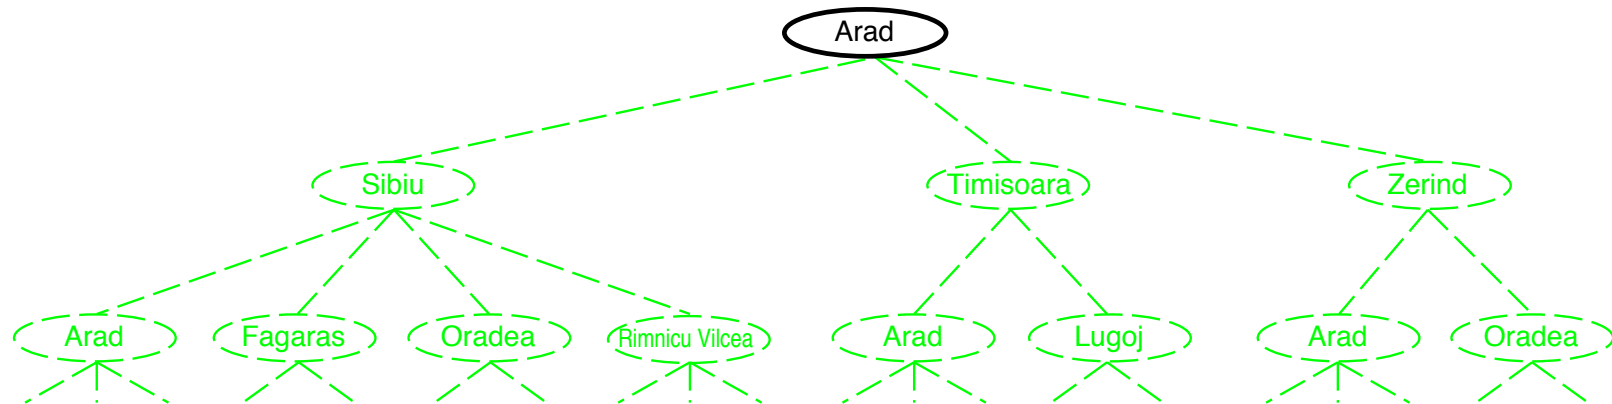 Arad
Sibiu
Timisoara
Zerind
Arad
Fagaras
Oradea
Rimnicu Vilcea
Arad
Lugoj
Arad
Oradea